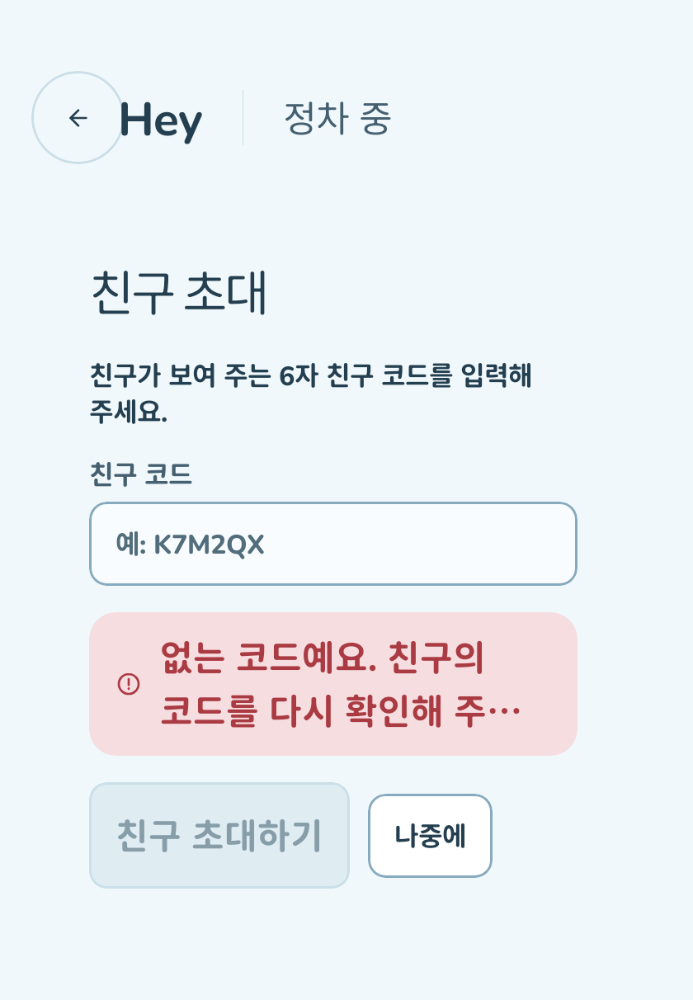 Hey
정차 중
친구 초대
친구가 보여 주는 6자 친구 코드를 입력해
주세요.
친구 코드
예: K7M2QX
없는 코드예요. 친구의
코드를 다시 확인해 주…
친구 초대하기
나중에